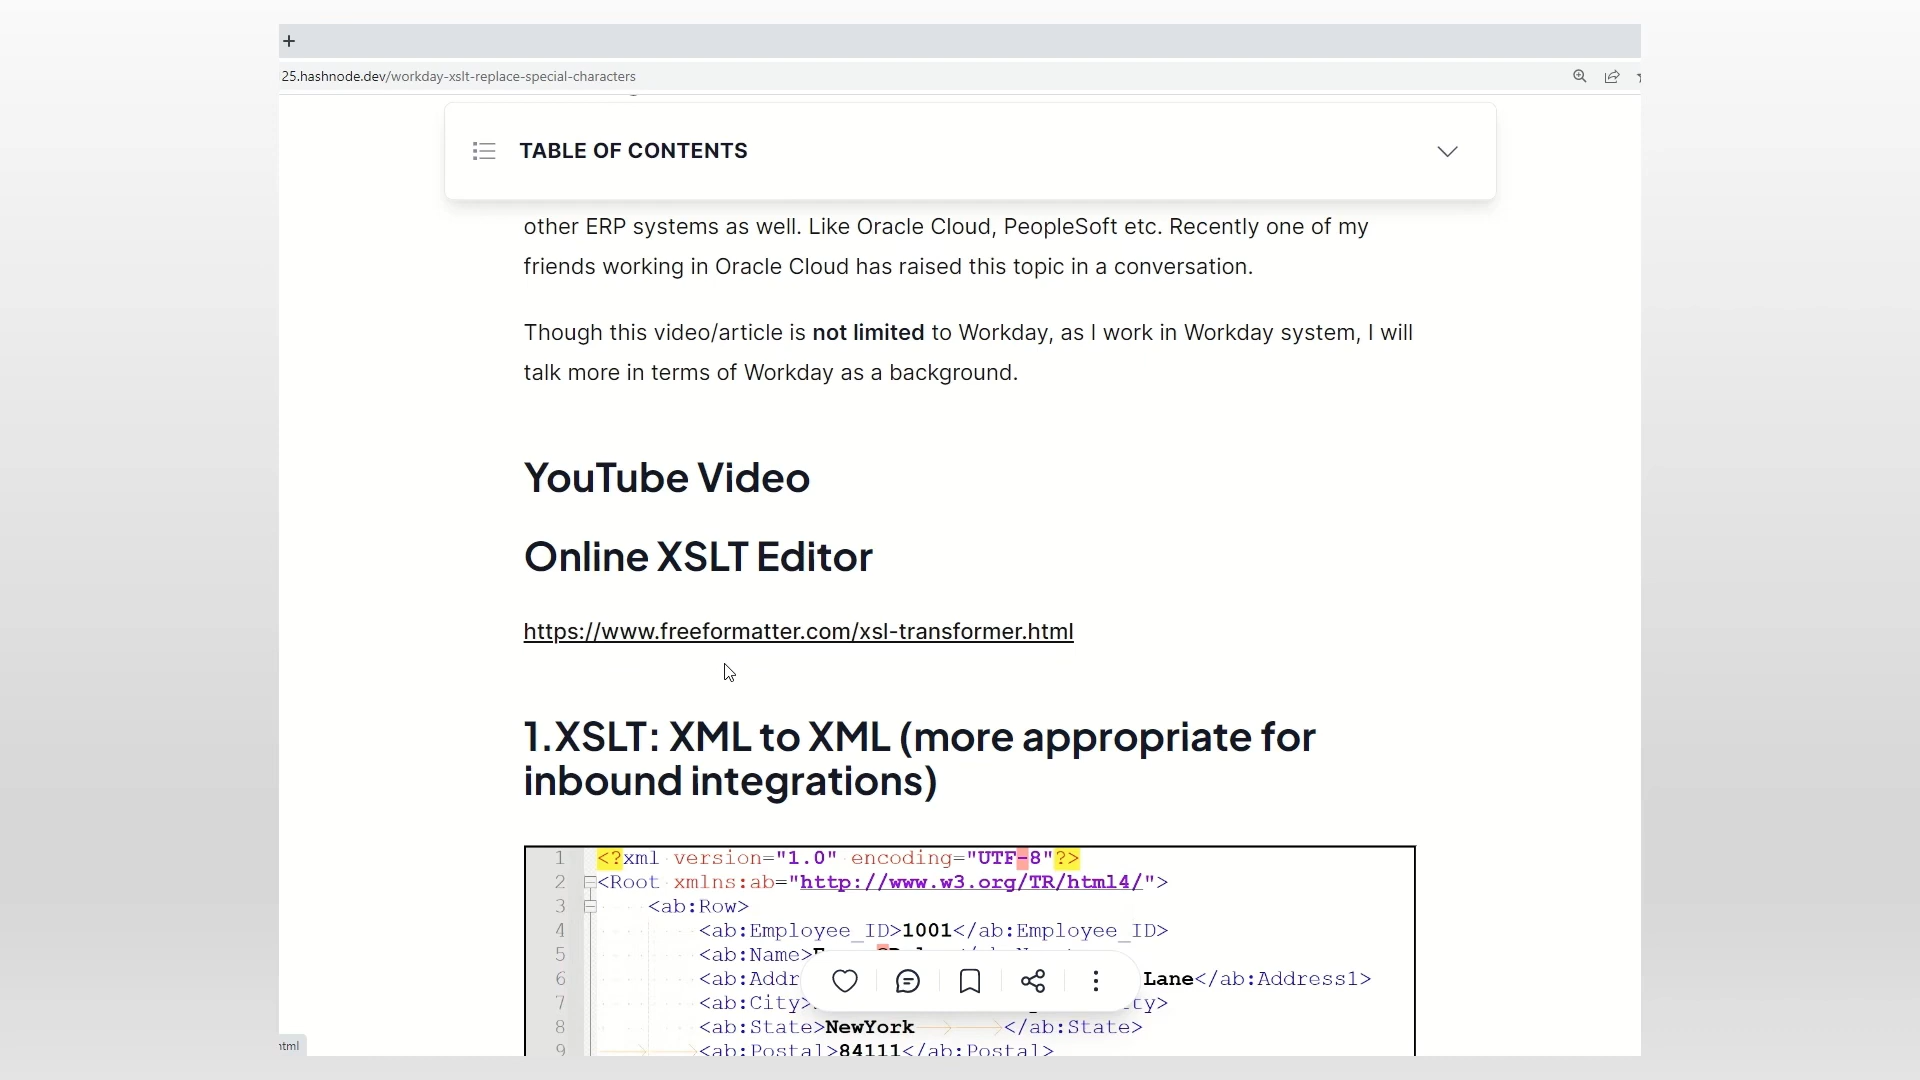 25.hashnode.dev/workday-xslt-replace-special-characters
TABLE OF CONTENTS
other ERP systems as well. Like Oracle Cloud, PeopleSoft etc. Recently one of my
friends working in Oracle Cloud has raised this topic in a conversation.
Though this video/article is not limited to Workday, as I work in Workday system, I will
talk more in terms of Workday as a background.
YouTube Video
Online XSLT Editor
https://www.freeformatter.com/xsl-transformer.html
1.XSLT: XML to XML (more appropriate for
inbound integrations)
1 <?xml version="1.0" encoding="UTF-8"?>
2 <Root xmlns:ab="http://www.w3.org/TR/html4/">
3 <ab:Row>
4 <ab:Employee_ID>1001</ab:Employee_ID>
5 <ab:Name>
6 <ab:Addr Lane</ab:Address1>
7 <ab:City> ty>
8 <ab:State>NewYork </ab:State>
9 <ab:Postal>84111</ab:Postal>
html